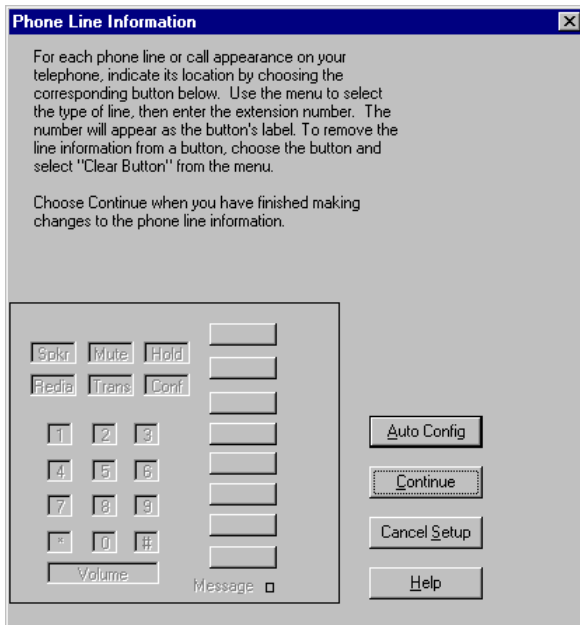 Phone Line Information
For each phone line or call appearance on your
telephone, indicate its location by choosing the
corresponding button below. Use the menu to select
the type of line, then enter the extension number. The
number will appear as the button's label. To remove the
line information from a button, choose the button and
select "Clear Button" from the menu.
Choose Continue when you have finished making
changes to the phone line information.
Spkr Mute Hold
Redia Trans Conf
1 2 3
4 5 6
7 8 9
* 0 #
Volume
Message
Auto Config
Continue
Cancel Setup
Help